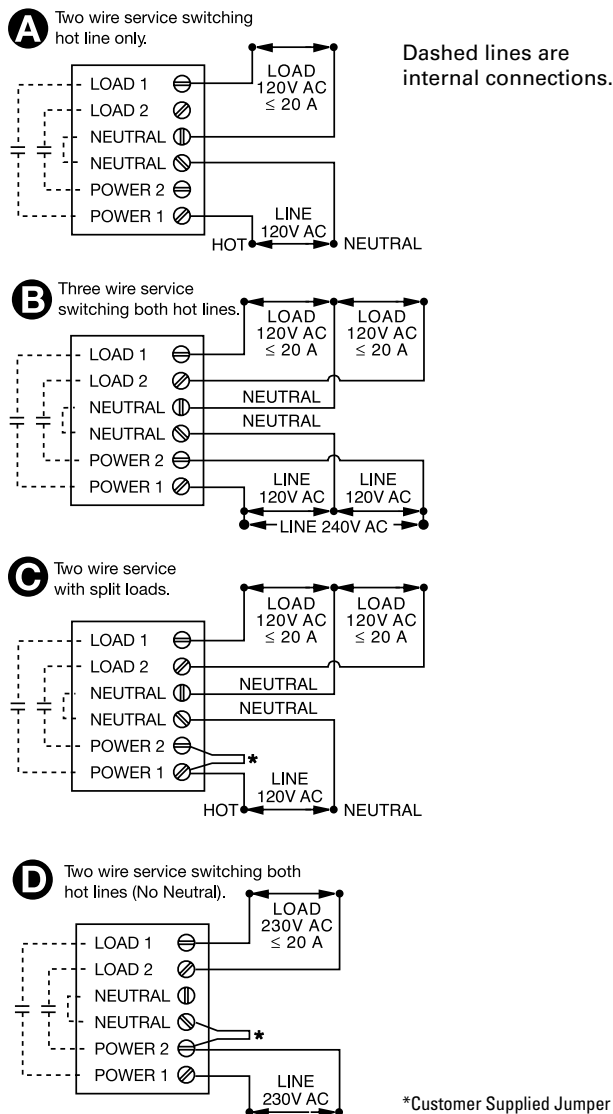 A Two wire service switching
hot line only.
Dashed lines are
internal connections.
LOAD 1
LOAD 2
NEUTRAL
NEUTRAL
POWER 2
POWER 1
LOAD
120V AC
≤ 20 A
LINE
120V AC
HOT
NEUTRAL
B Three wire service
switching both hot lines.
LOAD 1
LOAD 2
NEUTRAL
NEUTRAL
POWER 2
POWER 1
LOAD
120V AC
≤ 20 A
LOAD
120V AC
≤ 20 A
NEUTRAL
NEUTRAL
LINE
120V AC
LINE
120V AC
LINE 240V AC
C Two wire service
with split loads.
LOAD 1
LOAD 2
NEUTRAL
NEUTRAL
POWER 2
POWER 1
LOAD
120V AC
≤ 20 A
LOAD
120V AC
≤ 20 A
NEUTRAL
NEUTRAL
*
LINE
120V AC
HOT
NEUTRAL
D Two wire service switching both
hot lines (No Neutral).
LOAD 1
LOAD 2
NEUTRAL
NEUTRAL
POWER 2
POWER 1
LOAD
230V AC
≤ 20 A
*
LINE
230V AC
*Customer Supplied Jumper